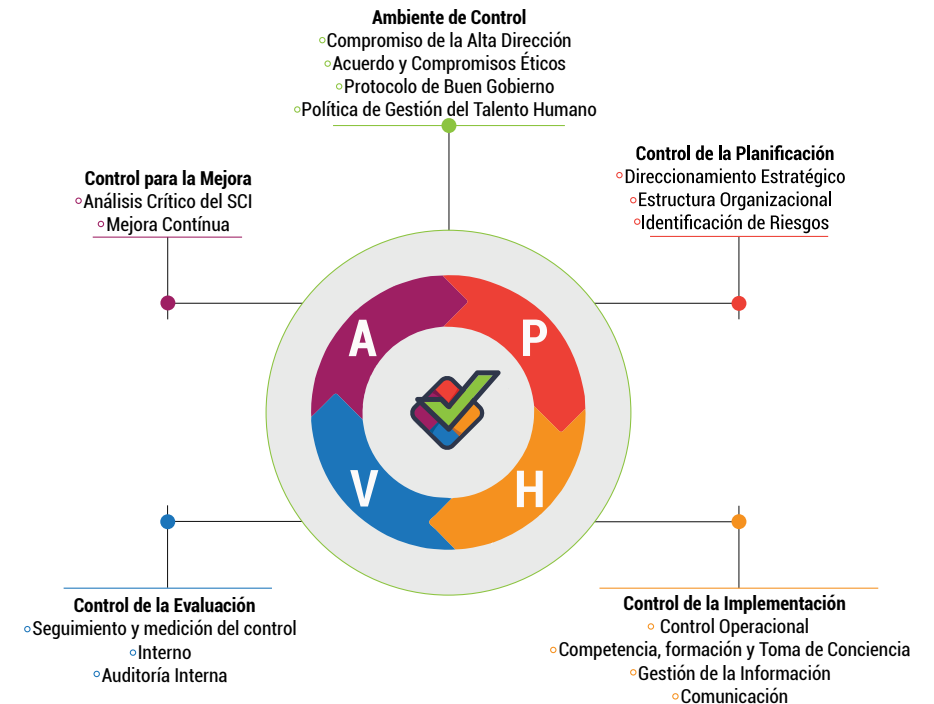 Ambiente de Control
Compromiso de la Alta Dirección
Acuerdo y Compromisos Éticos
Protocolo de Buen Gobierno
Política de Gestión del Talento Humano
Control para la Mejora
Análisis Crítico del SCI
Mejora Contínua
Control de la Planificación
Direccionamiento Estratégico
Estructura Organizacional
Identificación de Riesgos
A
P
V
H
Control de la Evaluación
Seguimiento y medición del control
Interno
Auditoría Interna
Control de la Implementación
Control Operacional
Competencia, formación y Toma de Conciencia
Gestión de la Información
Comunicación